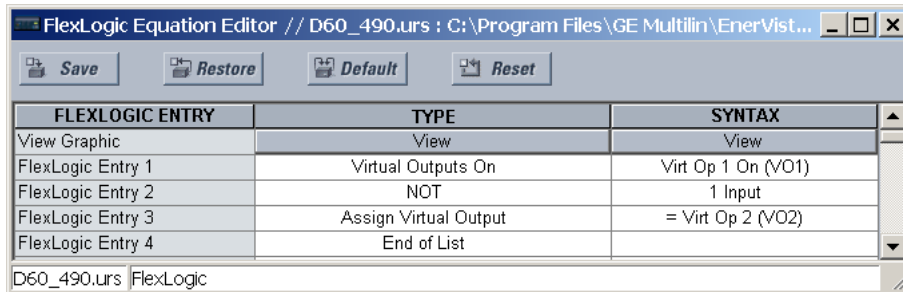 FlexLogic Equation Editor // D60_490.urs : C:\Program Files\GE Multilin\EnerVist...
Save Restore Default Reset
FLEXLOGIC ENTRY TYPE SYNTAX
View Graphic View View
FlexLogic Entry 1 Virtual Outputs On Virt Op 1 On (VO1)
FlexLogic Entry 2 NOT 1 Input
FlexLogic Entry 3 Assign Virtual Output = Virt Op 2 (VO2)
FlexLogic Entry 4 End of List
D60_490.urs FlexLogic